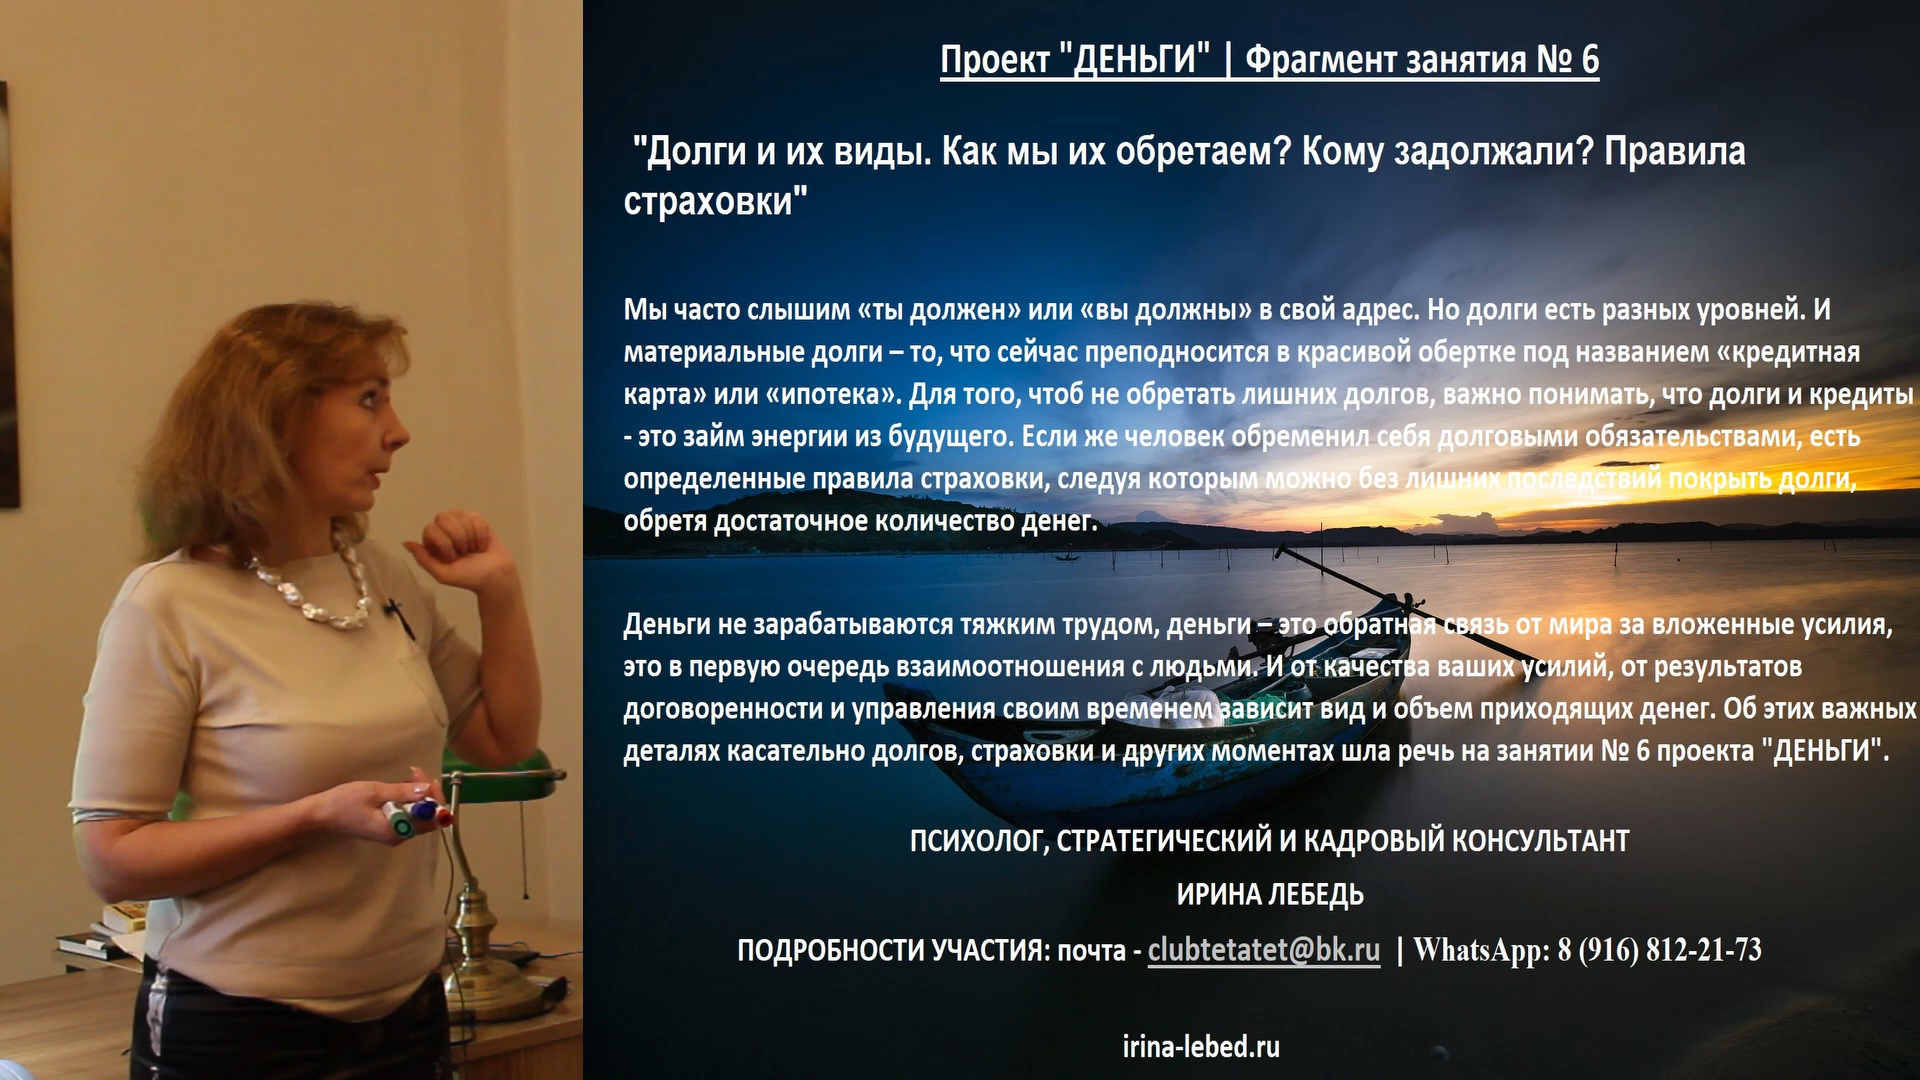 Проект "ДЕНЬГИ" | Фрагмент занятия № 6
"Долги и их виды. Как мы их обретаем? Кому задолжали? Правила
страховки"
Мы часто слышим «ты должен» или «вы должны» в свой адрес. Но долги есть разных уровней. И
материальные долги – то, что сейчас преподносится в красивой обертке под названием «кредитная
карта» или «ипотека». Для того, чтоб не обретать лишних долгов, важно понимать, что долги и кредиты
- это займ энергии из будущего. Если же человек обременил себя долговыми обязательствами, есть
определенные правила страховки, следуя которым можно без лишних последствий покрыть долги,
обретя достаточное количество денег.
Деньги не зарабатываются тяжким трудом, деньги – это обратная связь от мира за вложенные усилия,
это в первую очередь взаимоотношения с людьми. И от качества ваших усилий, от результатов
договоренности и управления своим временем зависит вид и объем приходящих денег. Об этих важных
деталях касательно долгов, страховки и других моментах шла речь на занятии № 6 проекта "ДЕНЬГИ".
ПСИХОЛОГ, СТРАТЕГИЧЕСКИЙ И КАДРОВЫЙ КОНСУЛЬТАНТ
ИРИНА ЛЕБЕДЬ
ПОДРОБНОСТИ УЧАСТИЯ: почта - clubtetatet@bk.ru | WhatsApp: 8 (916) 812-21-73
irina-lebed.ru